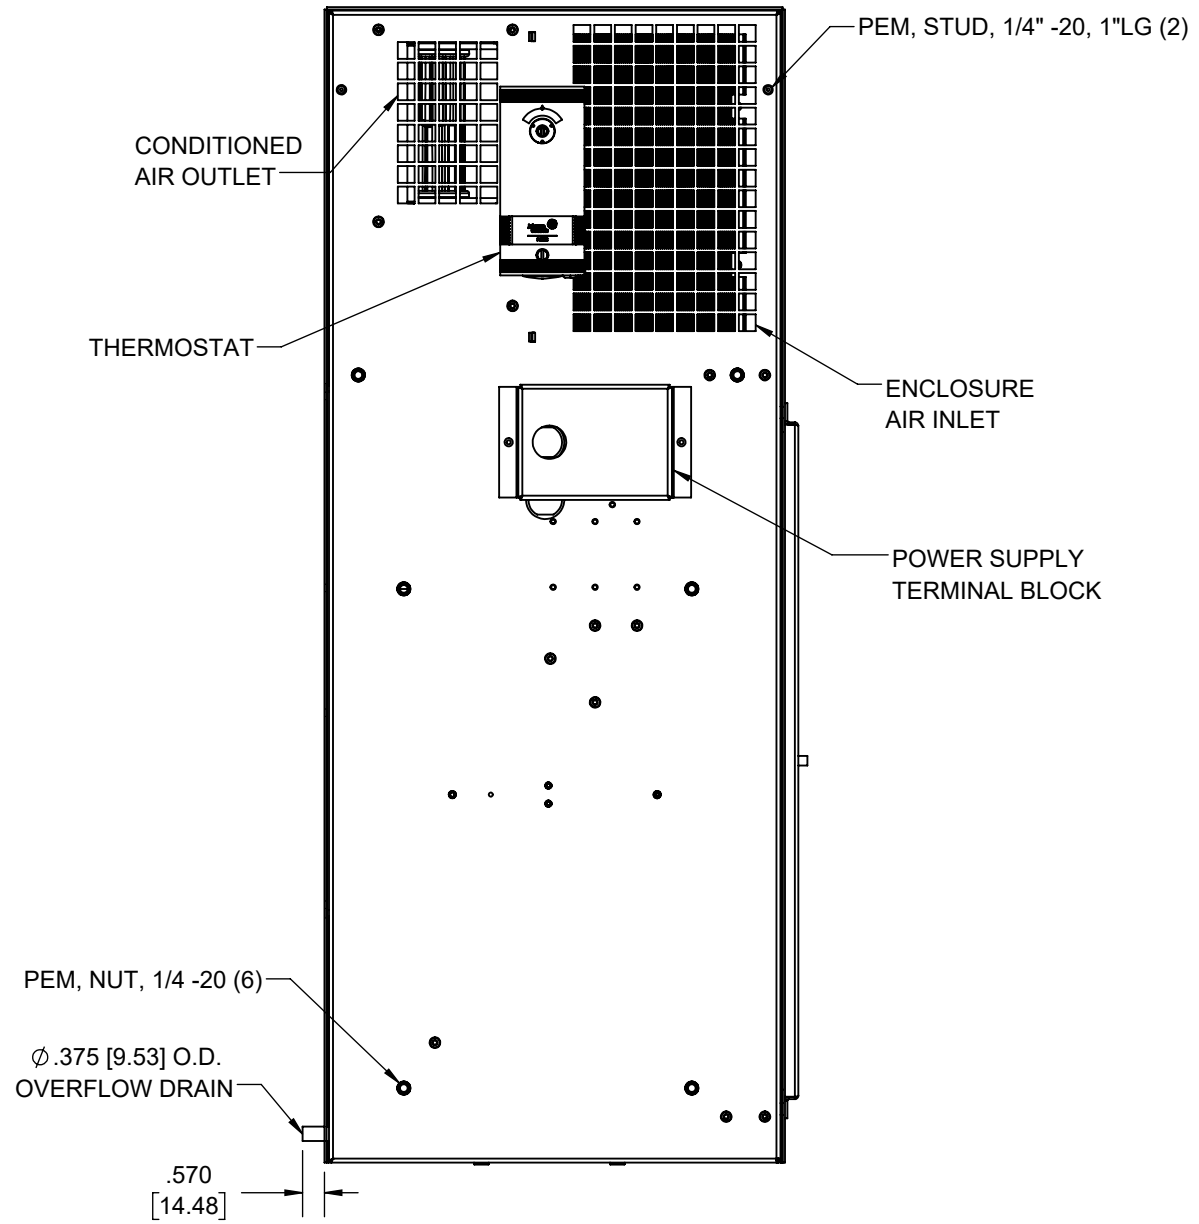 PEM, STUD, 1/4" -20, 1"LG (2)
CONDITIONED
AIR OUTLET
THERMOSTAT
ENCLOSURE
AIR INLET
POWER SUPPLY
TERMINAL BLOCK
PEM, NUT, 1/4 -20 (6)
∅.375 [9.53] O.D.
OVERFLOW DRAIN
.570
[14.48]